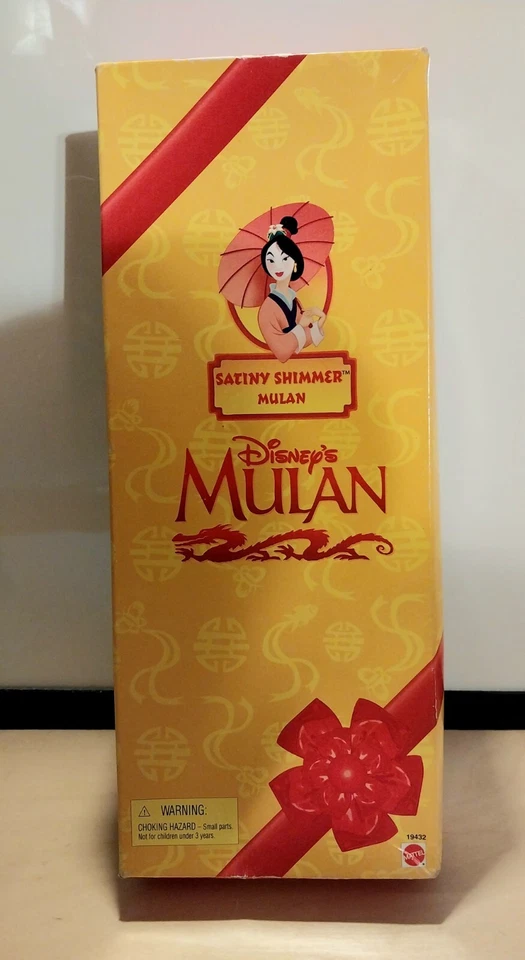 SATINY SHIMMER™
MULAN
Disney's
MULAN
⚠ WARNING:
CHOKING HAZARD – Small parts.
Not for children under 3 years.
19432
MATTEL